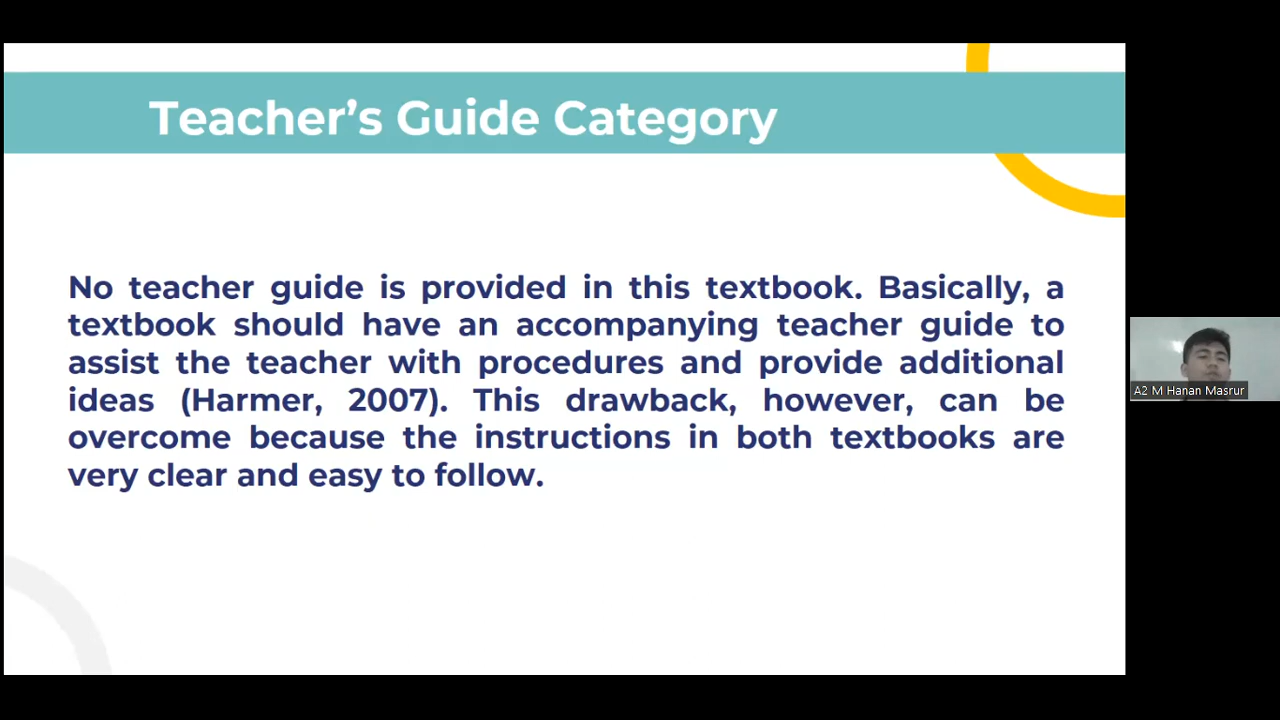 Teacher’s Guide Category
No teacher guide is provided in this textbook. Basically, a
textbook should have an accompanying teacher guide to
assist the teacher with procedures and provide additional
ideas (Harmer, 2007). This drawback, however, can be
overcome because the instructions in both textbooks are
very clear and easy to follow.
A2 M Hanan Masrur